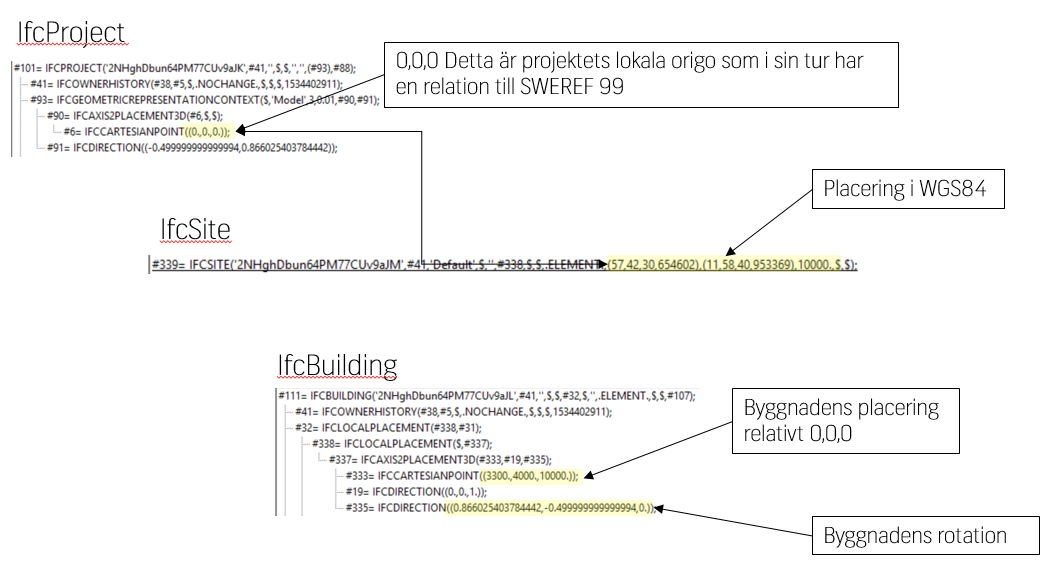 IfcProject
#101= IFCPROJECT('2NHghDbun64PM77CUv9aJK',#41,'',$,$,'','',(#93),#88);
#41= IFCOWNERHISTORY(#38,#5,$,.NOCHANGE.,$,$,$,1534402911);
#93= IFCGEOMETRICREPRESENTATIONCONTEXT($,'Model',3,0.01,#90,#91);
#90= IFCAXIS2PLACEMENT3D(#6,$,$);
#6= IFCCARTESIANPOINT((0.,0.,0.));
#91= IFCDIRECTION((-0.499999999999994,0.866025403784442));
0,0,0 Detta är projektets lokala origo som i sin tur har
en relation till SWEREF 99
Placering i WGS84
IfcSite
#339= IFCSITE('2NHghDbun64PM77CUv9aJM',#41,'Default',$,'',#338,$,$,.ELEMENT.,(57,42,30,654602),(11,58,40,953369),10000.,$,$);
IfcBuilding
#111= IFCBUILDING('2NHghDbun64PM77CUv9aJL',#41,'',$,$,#32,$,'',.ELEMENT.,$,$,#107);
#41= IFCOWNERHISTORY(#38,#5,$,.NOCHANGE.,$,$,$,1534402911);
#32= IFCLOCALPLACEMENT(#338,#31);
#338= IFCLOCALPLACEMENT($,#337);
#337= IFCAXIS2PLACEMENT3D(#333,#19,#335);
#333= IFCCARTESIANPOINT((3300.,4000.,10000.));
#19= IFCDIRECTION((0.,0.,1.));
#335= IFCDIRECTION((0.866025403784442,-0.499999999999994,0.));
Byggnadens placering
relativt 0,0,0
Byggnadens rotation